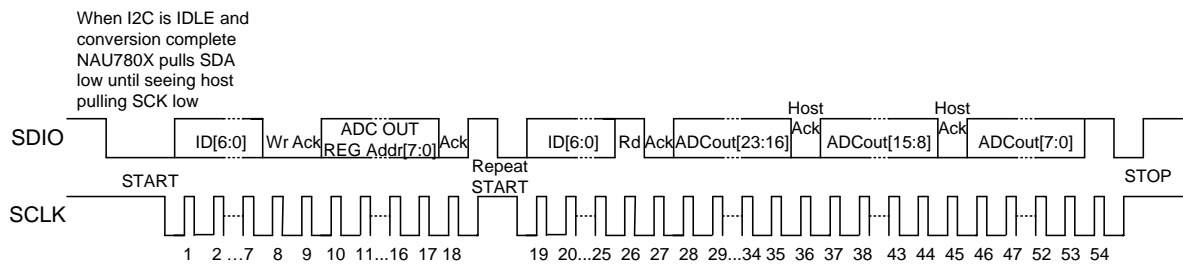 When I2C is IDLE and
conversion complete
NAU780X pulls SDA
low until seeing host
pulling SCK low
SDIO
ID[6:0]
Wr Ack
ADC OUT
REG Addr[7:0]
Ack
ID[6:0]
Rd
Ack
ADCout[23:16]
Host
Ack
ADCout[15:8]
Host
Ack
ADCout[7:0]
START
Repeat
START
STOP
SCLK
1 2 ...7 8 9 10 11...16 17 18 19 20...25 26 27 28 29...34 35 36 37 38 43 44 45 46 47 52 53 54